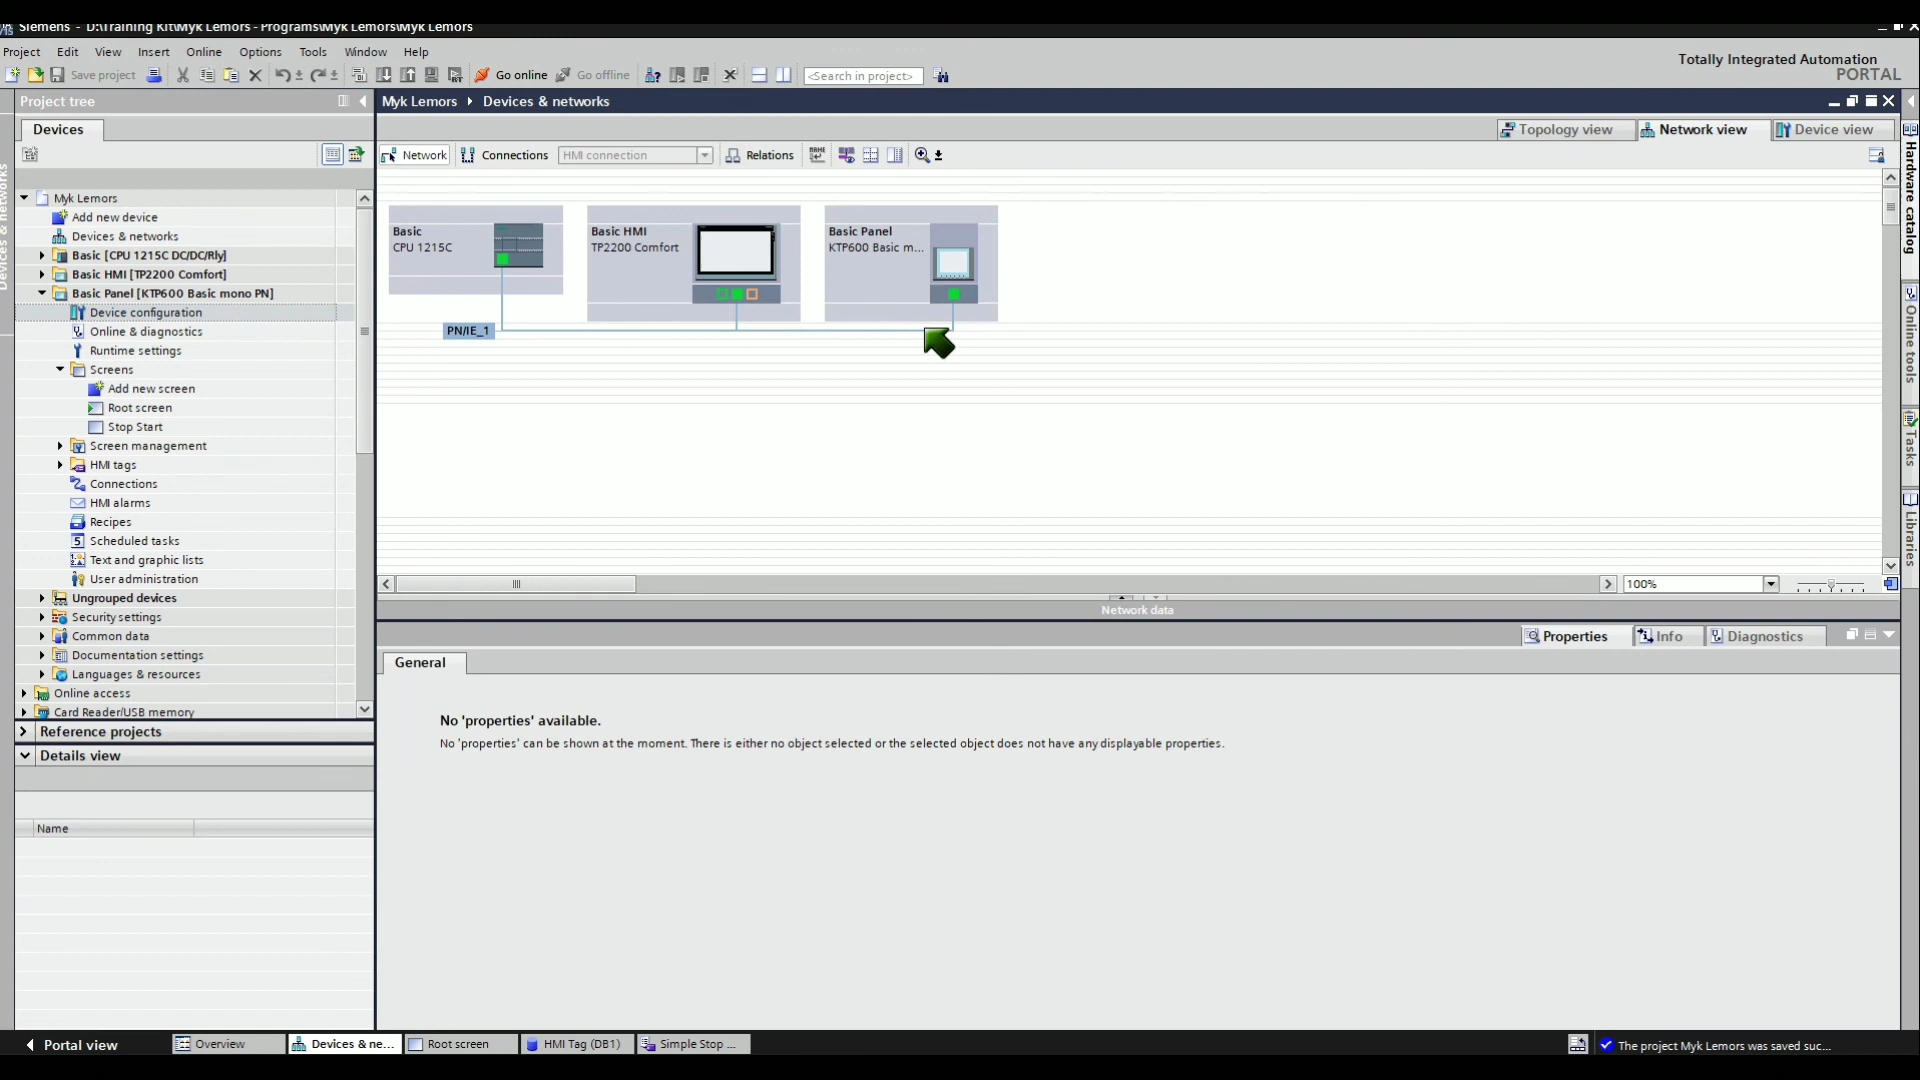 Siemens - D:\Training Kit\Myk Lemors - Programs\Myk Lemors\Myk Lemors
Project Edit View Insert Online Options Tools Window Help
Totally Integrated Automation
PORTAL
Save project
Go online
Go offline
<Search in project>
Project tree
Myk Lemors
Devices & networks
Devices
Topology view
Network view
Device view
Network
Connections
HMI connection
Relations
Myk Lemors
Add new device
Devices & networks
Basic [CPU 1215C DC/DC/Rly]
Basic HMI [TP2200 Comfort]
Basic Panel [KTP600 Basic mono PN]
Device configuration
Online & diagnostics
Runtime settings
Screens
Add new screen
Root screen
Stop Start
Screen management
HMI tags
Connections
HMI alarms
Recipes
Scheduled tasks
Text and graphic lists
User administration
Ungrouped devices
Security settings
Common data
Documentation settings
Languages & resources
Online access
Card Reader/USB memory
Reference projects
Details view
Name
Basic
CPU 1215C
Basic HMI
TP2200 Comfort
Basic Panel
KTP600 Basic m...
PN/IE_1
100%
Network data
Properties
Info
Diagnostics
General
No 'properties' available.
No 'properties' can be shown at the moment. There is either no object selected or the selected object does not have any displayable properties.
Devices & networks
Hardware catalog
Online tools
Tasks
Libraries
Portal view
Overview
Devices & ne...
Root screen
HMI Tag (DB1)
Simple Stop ...
The project Myk Lemors was saved suc...